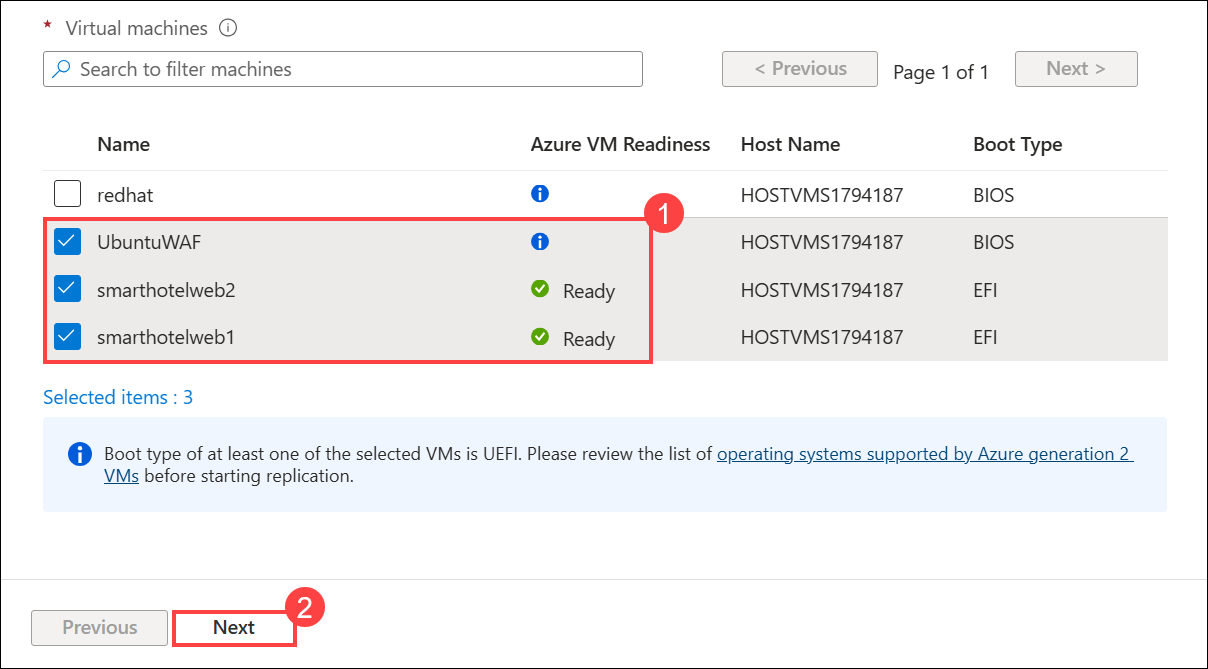 * Virtual machines
Search to filter machines
< Previous
Page 1 of 1
Next >
Name Azure VM Readiness Host Name Boot Type
redhat HOSTVMS1794187 BIOS
1
UbuntuWAF HOSTVMS1794187 BIOS
smarthotelweb2 Ready HOSTVMS1794187 EFI
smarthotelweb1 Ready HOSTVMS1794187 EFI
Selected items : 3
Boot type of at least one of the selected VMs is UEFI. Please review the list of operating systems supported by Azure generation 2
VMs before starting replication.
2
Previous
Next